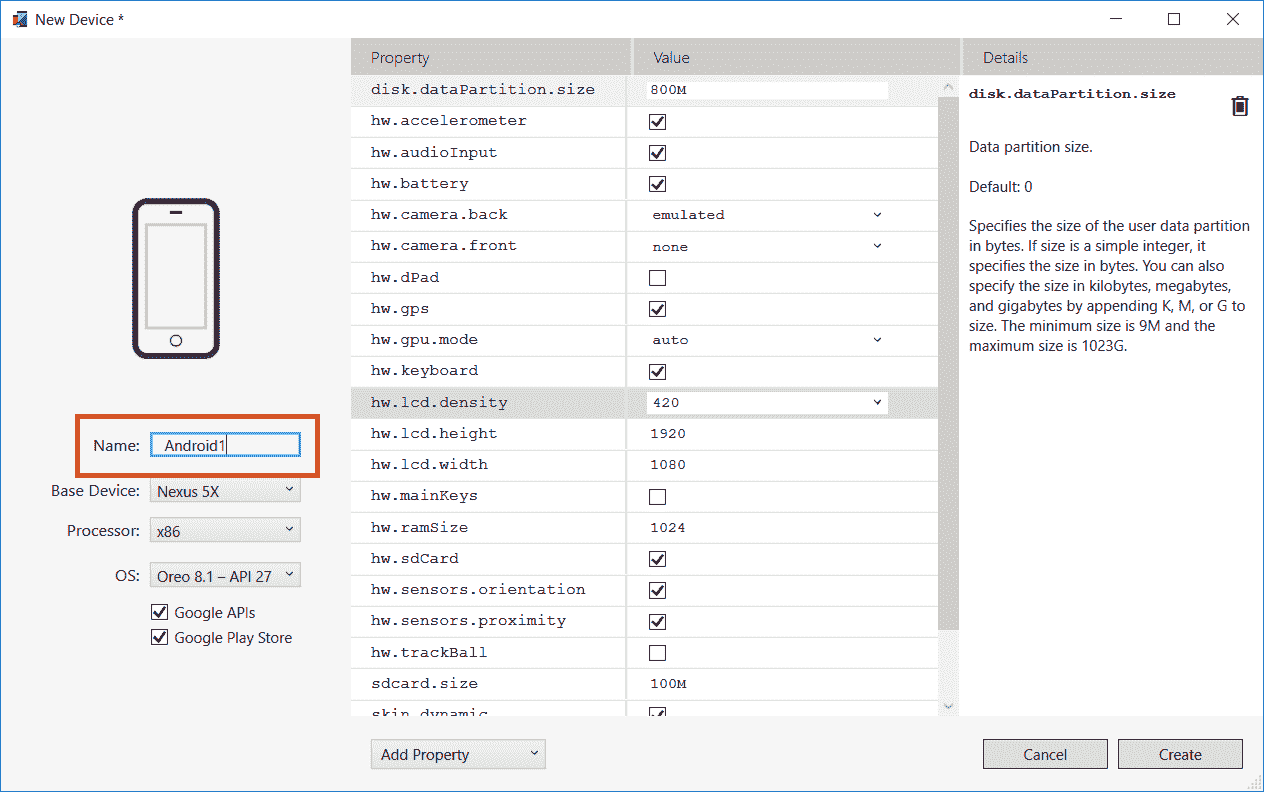 New Device *
Property Value Details
disk.dataPartition.size 800M
hw.accelerometer
hw.audioInput
hw.battery
hw.camera.back emulated
hw.camera.front none
hw.dPad
hw.gps
hw.gpu.mode auto
hw.keyboard
hw.lcd.density 420
hw.lcd.height 1920
hw.lcd.width 1080
hw.mainKeys
hw.ramSize 1024
hw.sdCard
hw.sensors.orientation
hw.sensors.proximity
hw.trackBall
sdcard.size 100M
skin.dynamic
Name: Android1
Base Device: Nexus 5X
Processor: x86
OS: Oreo 8.1 – API 27
Google APIs
Google Play Store
disk.dataPartition.size
Data partition size.
Default: 0
Specifies the size of the user data partition
in bytes. If size is a simple integer, it
specifies the size in bytes. You can also
specify the size in kilobytes, megabytes,
and gigabytes by appending K, M, or G to
size. The minimum size is 9M and the
maximum size is 1023G.
Add Property
Cancel Create